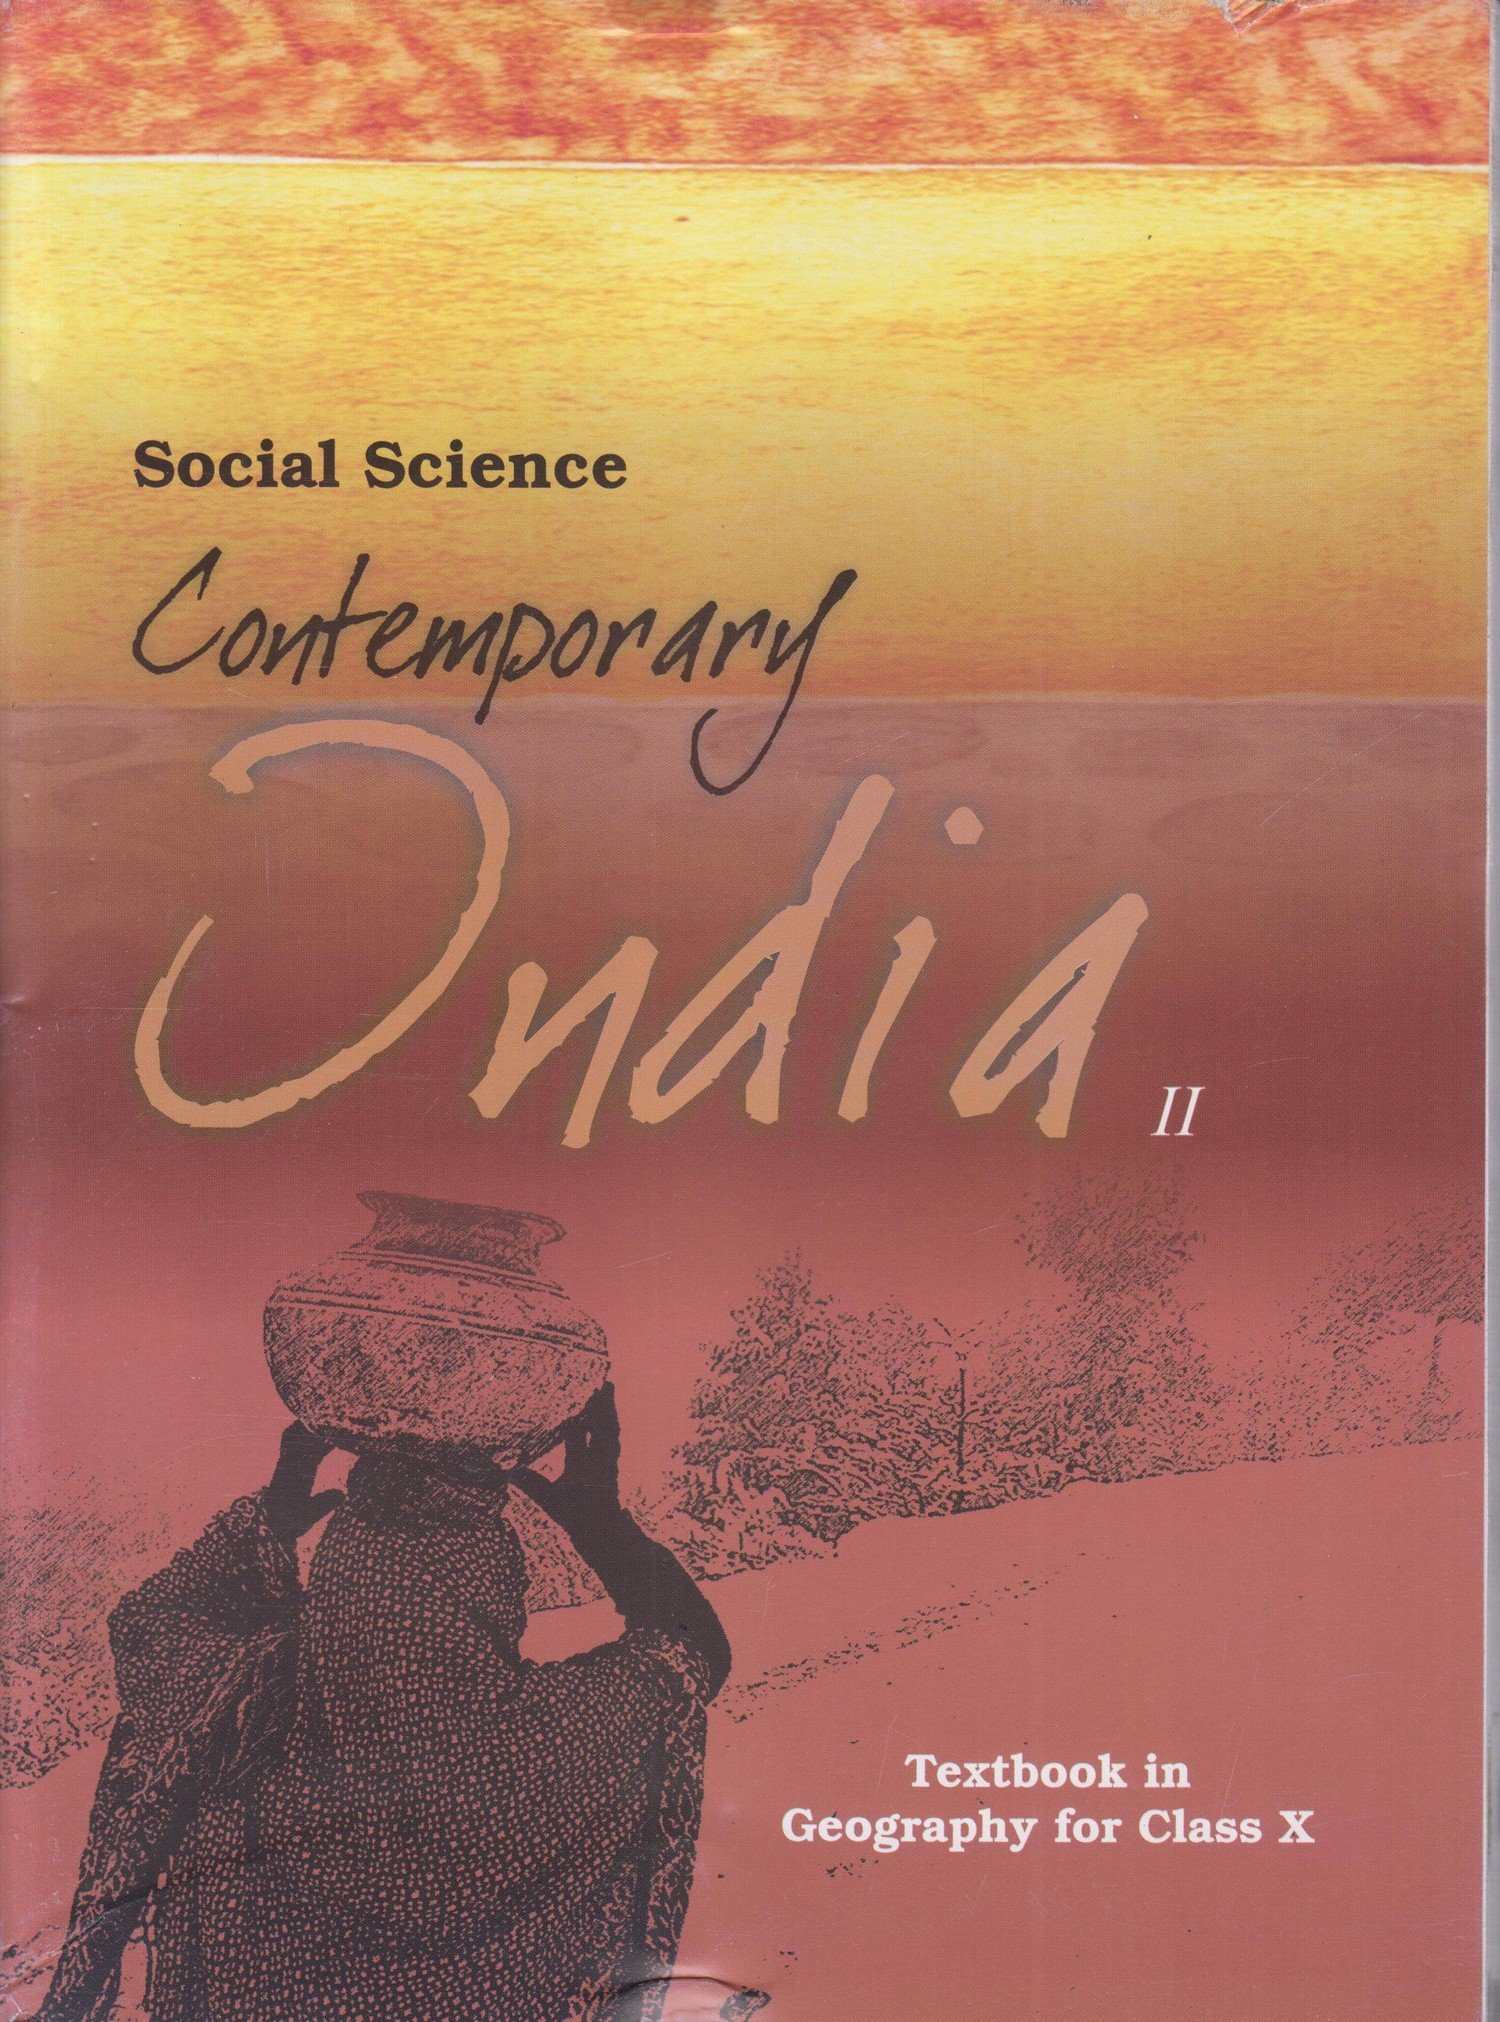 Social Science
Contemporary
India
II
Textbook in
Geography for Class X